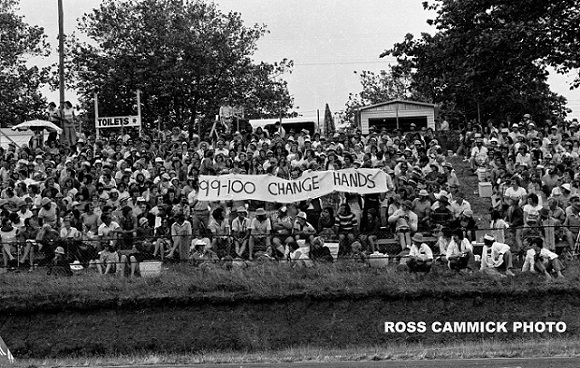 TOILETS
99-100 CHANGE HANDS
ROSS CAMMICK PHOTO